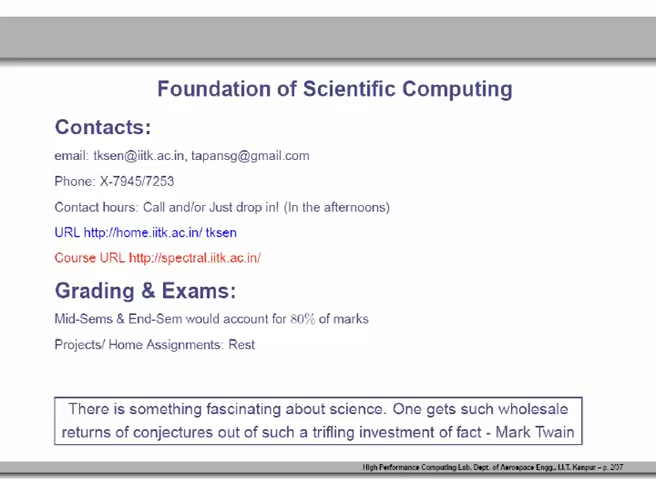 Foundation of Scientific Computing
Contacts:
email: tksen@iitk.ac.in, tapansg@gmail.com
Phone: X-7945/7253
Contact hours: Call and/or Just drop in! (In the afternoons)
URL http://home.iitk.ac.in/ tksen
Course URL http://spectral.iitk.ac.in/
Grading & Exams:
Mid-Sems & End-Sem would account for 80% of marks
Projects/ Home Assignments: Rest
There is something fascinating about science. One gets such wholesale
returns of conjectures out of such a trifling investment of fact - Mark Twain
High Performance Computing Lab. Dept. of Aerospace Engg., I.I.T. Kanpur – p. 2/37